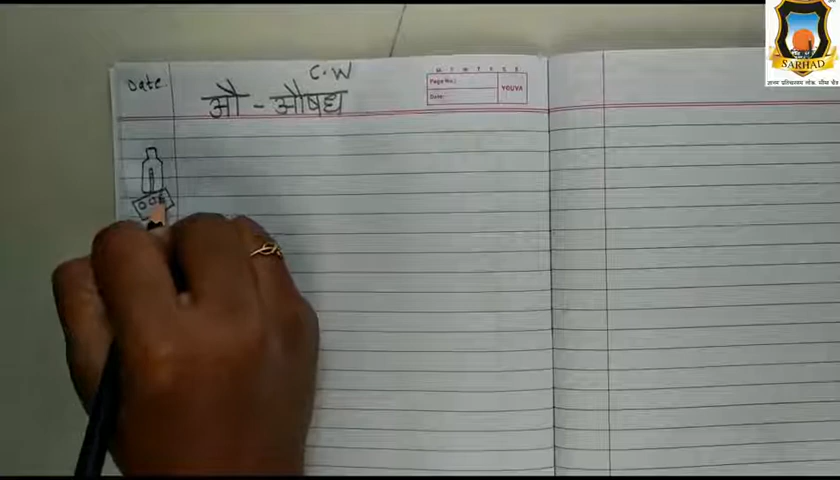 C.W
Date
औ - औषध
M T W T F S S
Page No.:
Date:
YOUVA
SARHAD